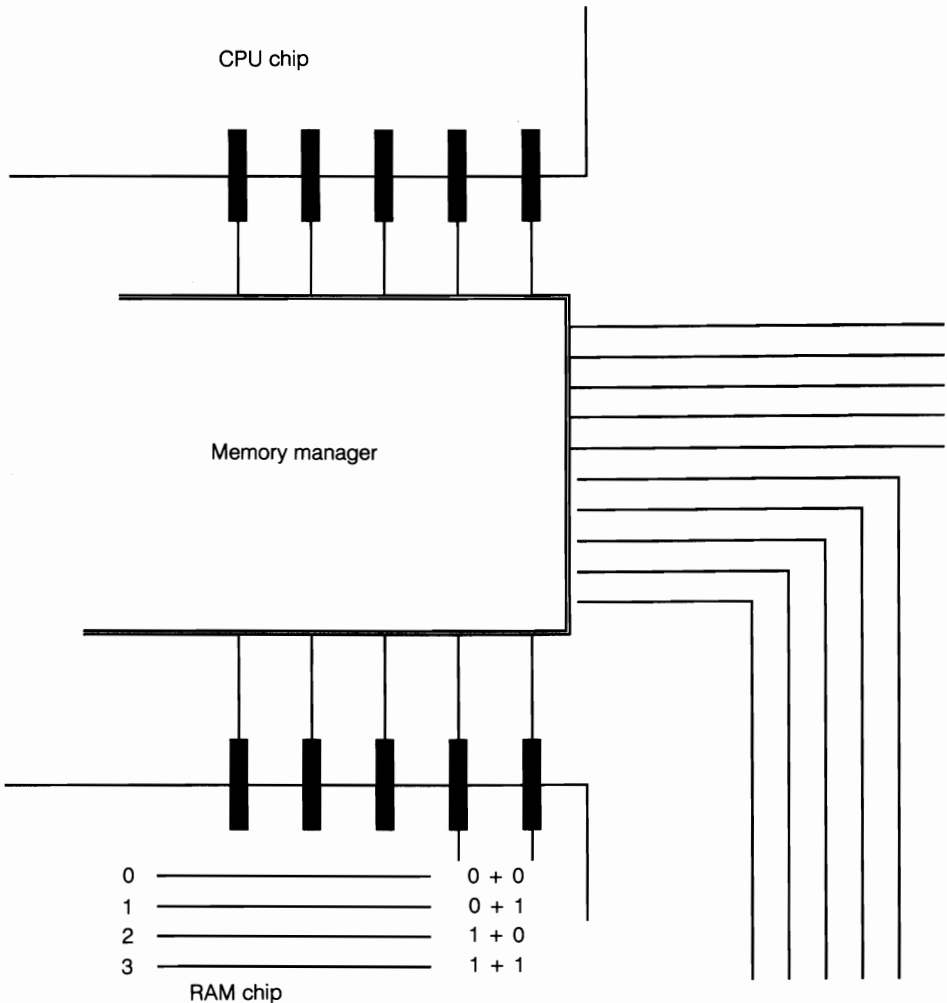 CPU chip
Memory manager
0 0 + 0
1 0 + 1
2 1 + 0
3 1 + 1
RAM chip